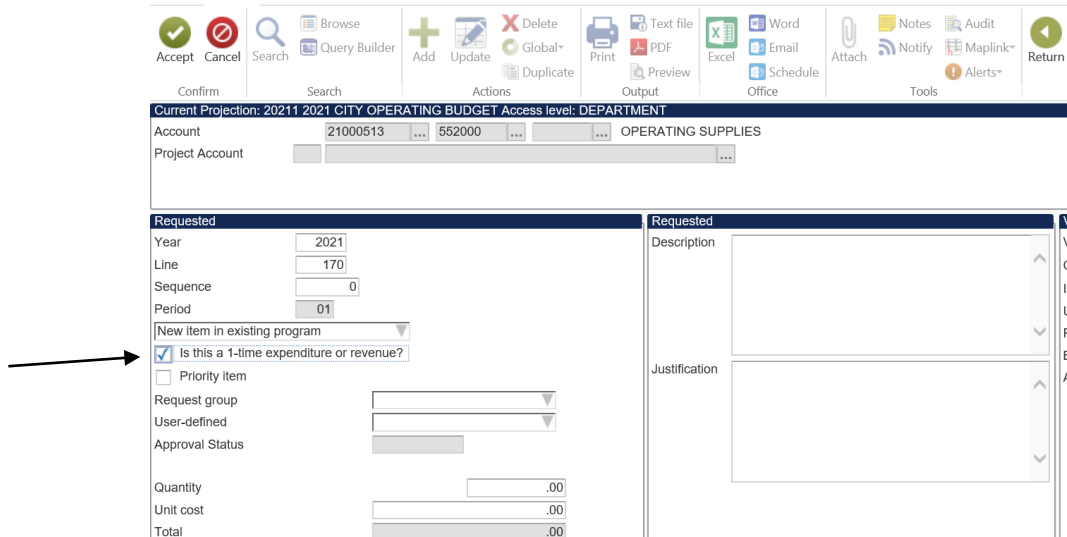 Accept Cancel Search Browse Query Builder Add Update Delete Global Duplicate Print Text file PDF Preview Excel Word Email Schedule Attach Notes Notify Audit Maplink Alerts Return
Confirm Search Actions Output Office Tools
Current Projection: 20211 2021 CITY OPERATING BUDGET Access level: DEPARTMENT
Account 21000513 ... 552000 ... ... OPERATING SUPPLIES
Project Account ...
Requested
Year 2021
Line 170
Sequence 0
Period 01
New item in existing program
Is this a 1-time expenditure or revenue?
Priority item
Request group
User-defined
Approval Status
Quantity .00
Unit cost .00
Total .00
Requested
Description
Justification